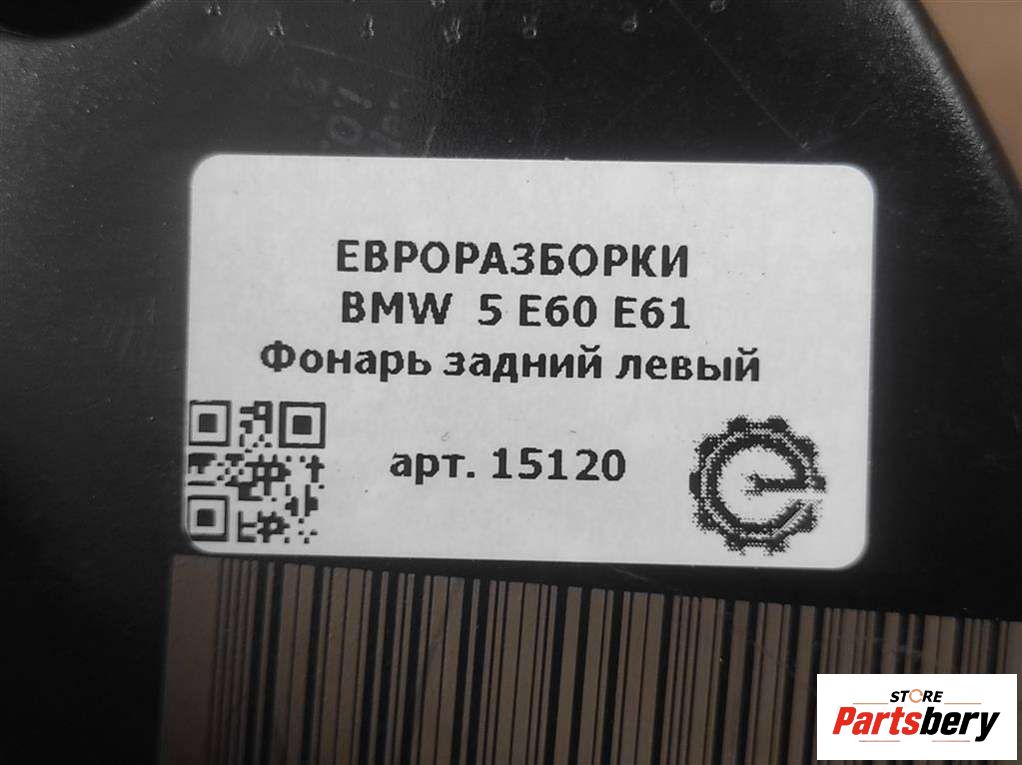 ЕВРОРАЗБОРКИ
BMW 5 E60 E61
Фонарь задний левый
арт. 15120
STORE
Partsbery